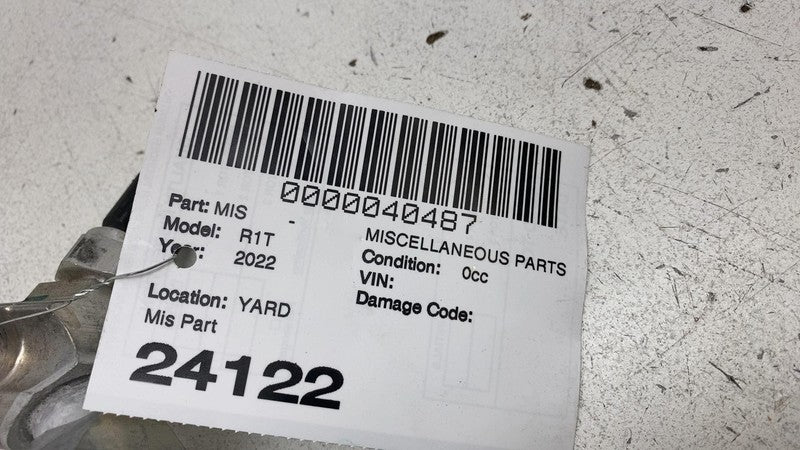 0000040487
Part: MIS - MISCELLANEOUS PARTS
Model: R1T Condition: 0cc
Year: 2022 VIN:
Damage Code:
Location: YARD
Mis Part
24122